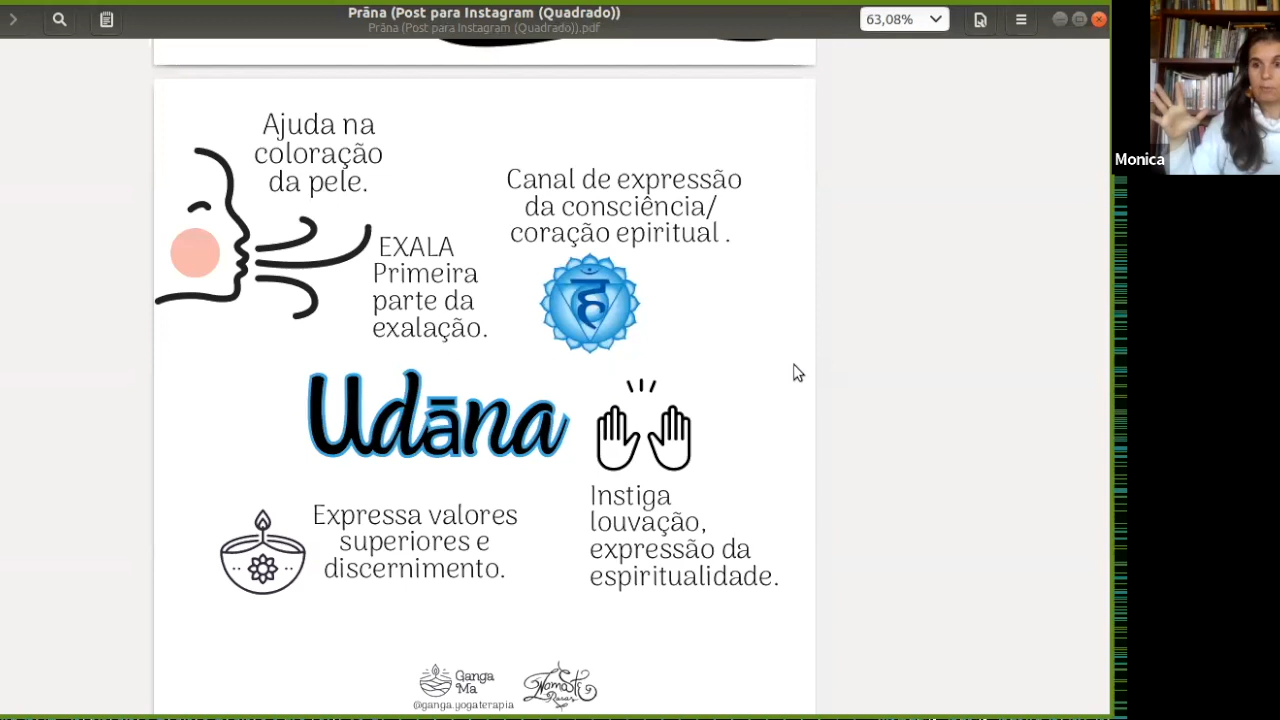 Prāna (Post para Instagram (Quadrado))
Prāna (Post para Instagram (Quadrado)).pdf
63,08%
Monica
Ajuda na
coloração
da pele.
Canal de expressão
da consciência/
coração epiritual .
EXALA
Primeira
parte da
exalação.
Udāna
Expressa valores
superiores e
discernimento.
Instiga
louvação,
expressão da
espiritualidade.
Ganga
Ma
@ganga.yogaterapia
Namastê